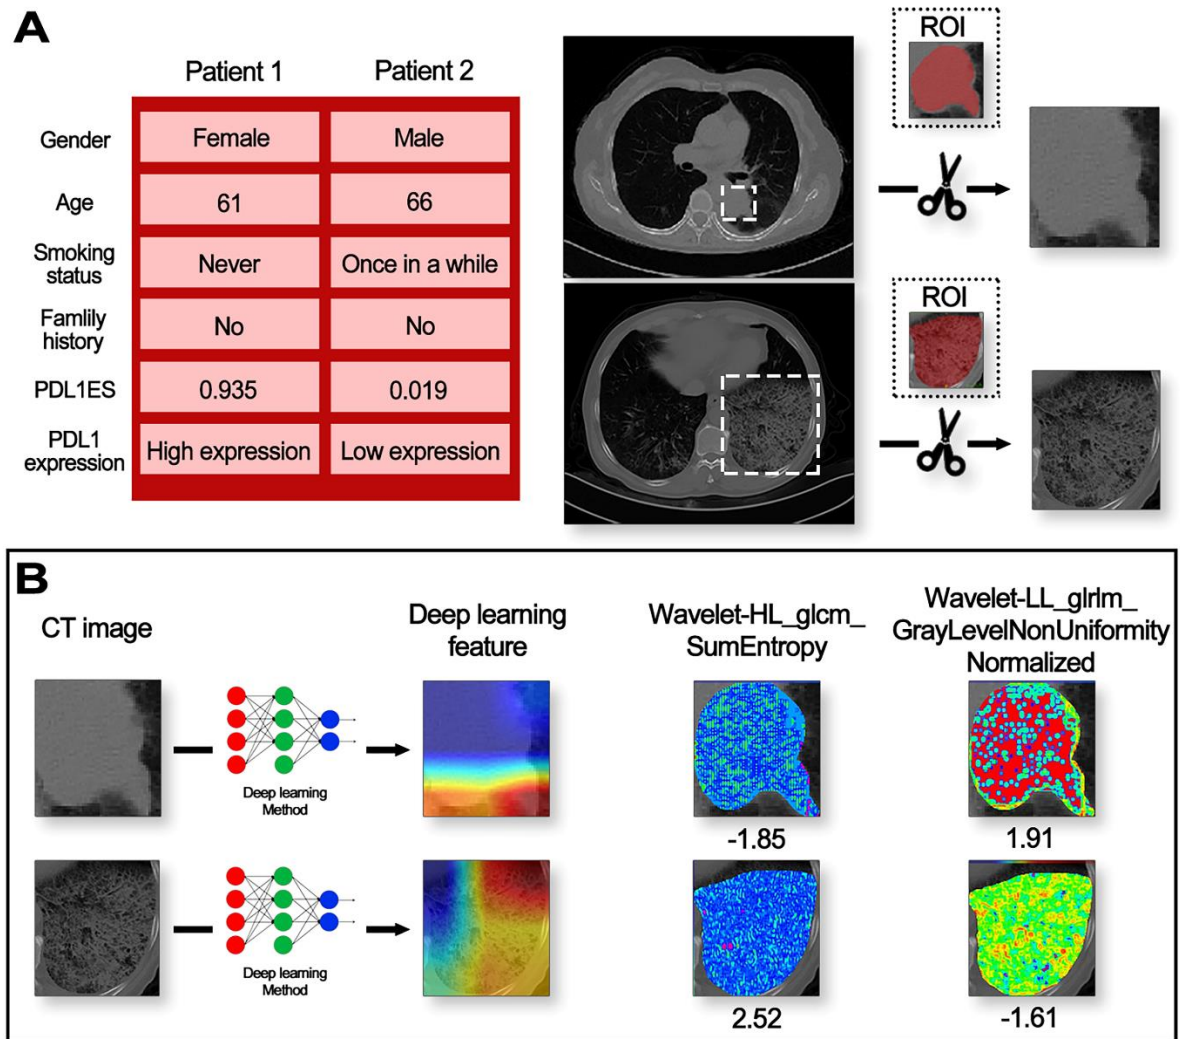 A
Patient 1 Patient 2
Gender Female Male
Age 61 66
Smoking
status
Never Once in a while
Famlily
history
No No
PDL1ES 0.935 0.019
PDL1
expression
High expression Low expression
ROI
ROI
B
CT image
Deep learning
feature
Wavelet-HL_glcm_
SumEntropy
Wavelet-LL_glrlm_
GrayLevelNonUniformity
Normalized
Deep learning
Method
-1.85
1.91
Deep learning
Method
2.52
-1.61